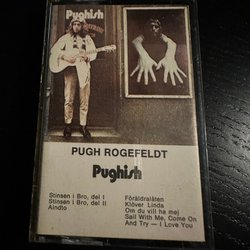 Pughish
PUGH ROGEFELDT
Pughish
Stinsen i Bro, del I
Stinsen i Bro, del II
Aindto
Föräldralåten
Klöver Linda
Om du vill ha mej
Sail With Me, Come On
And Try — I Love You